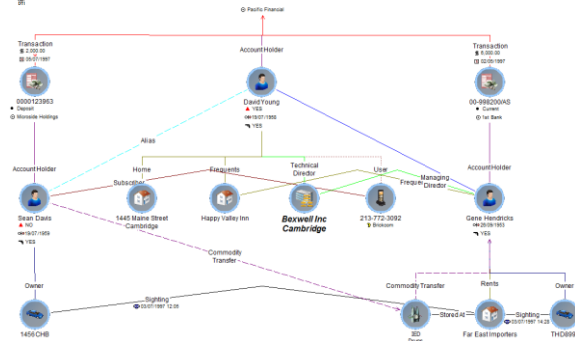 Pacific Financial
Transaction
2,000.00
Account Holder
Transaction
0000123963
Deposit
Microside Holdings
David Young
YES
YES
00-998200/AS
Current
1st Bank
Alias
Account Holder
Home
Subscriber
Frequents
Technical
Director
User
Frequents
Managing
Director
Account Holder
Sean Davis
NO
YES
1445 Maine Street
Cambridge
Happy Valley Inn
Bexwell Inc
Cambridge
213-772-3092
Gene Hendricks
YES
Commodity
Transfer
Owner
Sighting
Commodity Transfer
Rents
Owner
Stored At
Sighting
1456CHB
Far East Importers
THD899